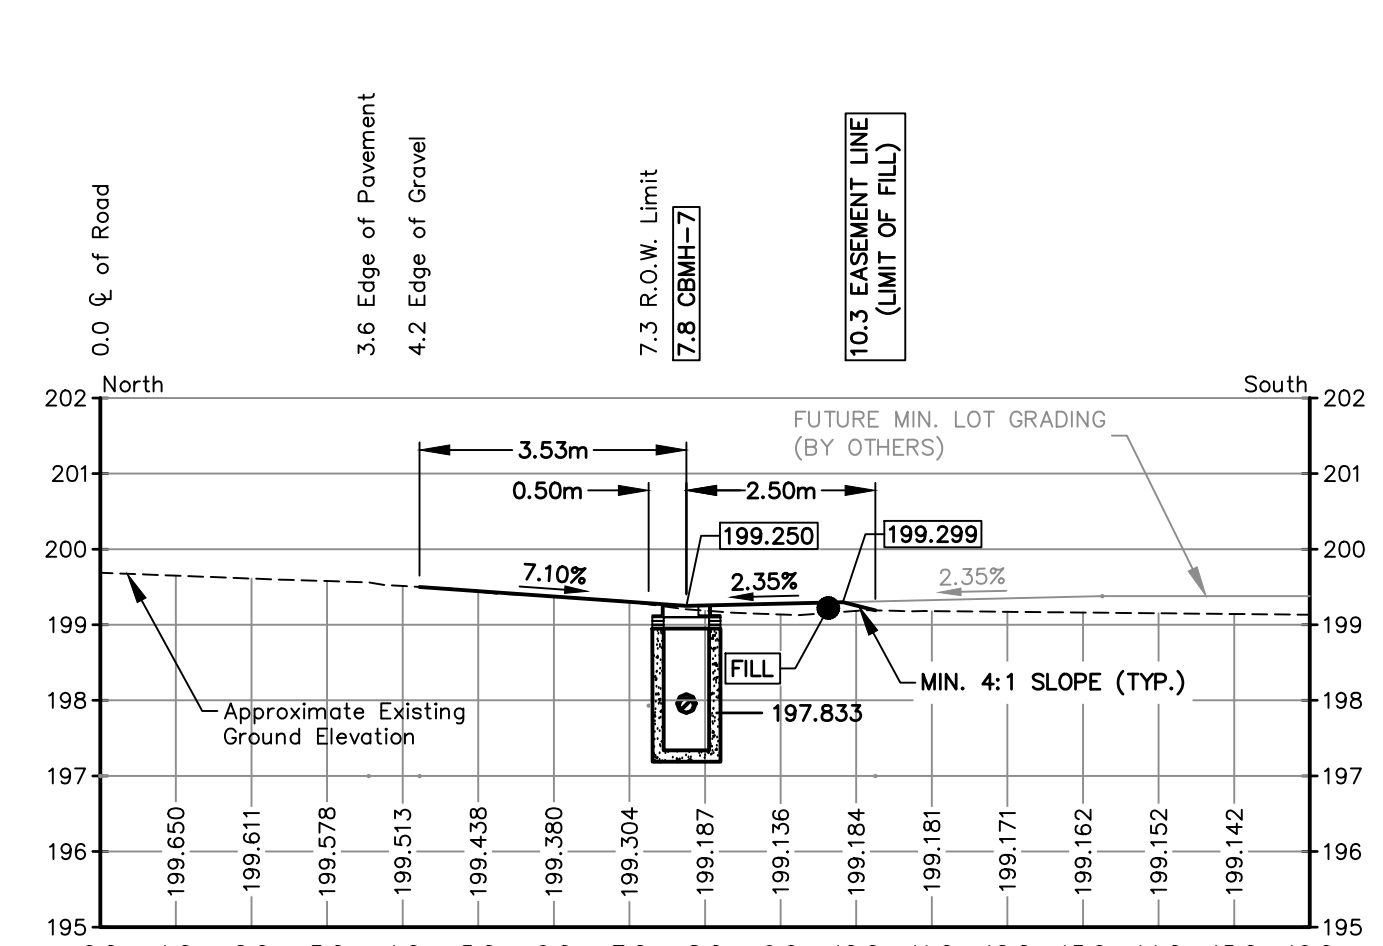 0.0 ℄ of Road
3.6 Edge of Pavement
4.2 Edge of Gravel
7.3 R.O.W. Limit
7.8 CBMH-7
10.3 EASEMENT LINE
(LIMIT OF FILL)
North
South
202
202
FUTURE MIN. LOT GRADING
(BY OTHERS)
3.53m
201
201
0.50m
2.50m
199.250
199.299
200
200
7.10%
2.35%
2.35%
199
199
FILL
MIN. 4:1 SLOPE (TYP.)
198
198
Approximate Existing
Ground Elevation
197.833
197
197
199.650
199.611
199.578
199.513
199.438
199.380
199.304
199.187
199.136
199.184
199.181
199.171
199.162
199.152
199.142
196
196
195
195